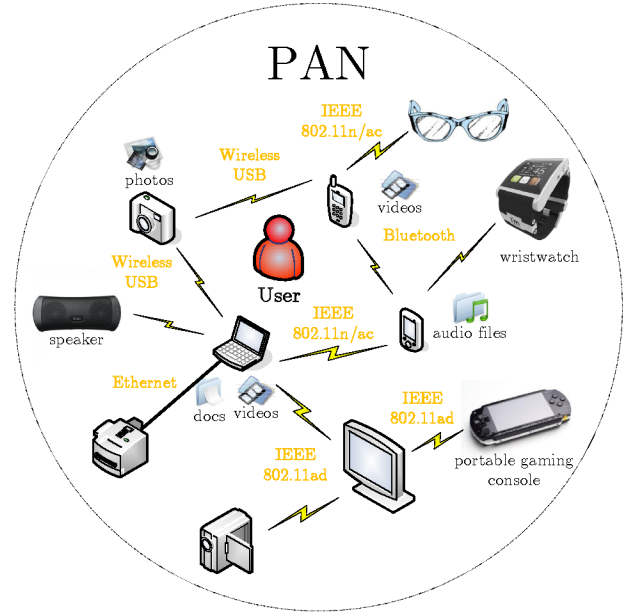 PAN
IEEE
802.11n/ac
Wireless
USB
photos
videos
Bluetooth
wristwatch
Wireless
USB
User
IEEE
802.11n/ac
audio files
speaker
Ethernet
docs
videos
IEEE
802.11ad
IEEE
802.11ad
portable gaming
console